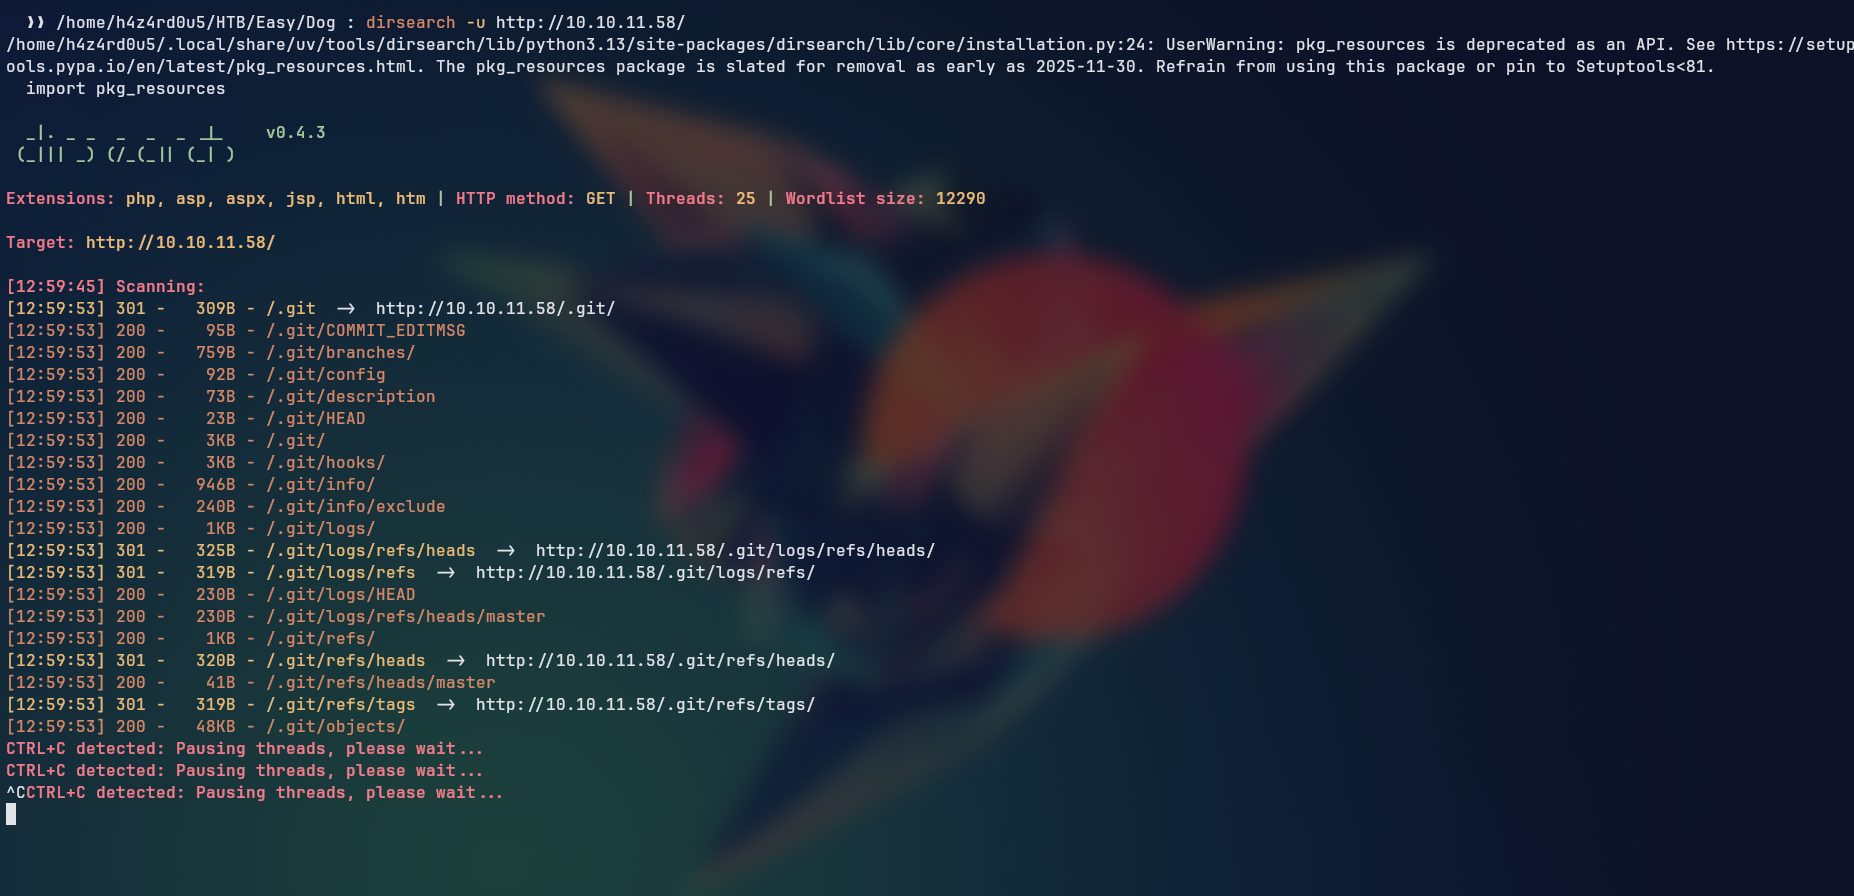 ❫❫ /home/h4z4rd0u5/HTB/Easy/Dog : dirsearch -u http://10.10.11.58/
/home/h4z4rd0u5/.local/share/uv/tools/dirsearch/lib/python3.13/site-packages/dirsearch/lib/core/installation.py:24: UserWarning: pkg_resources is deprecated as an API. See https://setup
ools.pypa.io/en/latest/pkg_resources.html. The pkg_resources package is slated for removal as early as 2025-11-30. Refrain from using this package or pin to Setuptools<81.
  import pkg_resources
  _|. _ _  _  _  _ _|_    v0.4.3
 (_||| _) (/_(_|| (_| )
Extensions: php, asp, aspx, jsp, html, htm | HTTP method: GET | Threads: 25 | Wordlist size: 12290
Target: http://10.10.11.58/
[12:59:45] Scanning:
[12:59:53] 301 -   309B - /.git  ->  http://10.10.11.58/.git/
[12:59:53] 200 -    95B - /.git/COMMIT_EDITMSG
[12:59:53] 200 -   759B - /.git/branches/
[12:59:53] 200 -    92B - /.git/config
[12:59:53] 200 -    73B - /.git/description
[12:59:53] 200 -    23B - /.git/HEAD
[12:59:53] 200 -    3KB - /.git/
[12:59:53] 200 -    3KB - /.git/hooks/
[12:59:53] 200 -   946B - /.git/info/
[12:59:53] 200 -   240B - /.git/info/exclude
[12:59:53] 200 -    1KB - /.git/logs/
[12:59:53] 301 -   325B - /.git/logs/refs/heads  ->  http://10.10.11.58/.git/logs/refs/heads/
[12:59:53] 301 -   319B - /.git/logs/refs  ->  http://10.10.11.58/.git/logs/refs/
[12:59:53] 200 -   230B - /.git/logs/HEAD
[12:59:53] 200 -   230B - /.git/logs/refs/heads/master
[12:59:53] 200 -    1KB - /.git/refs/
[12:59:53] 301 -   320B - /.git/refs/heads  ->  http://10.10.11.58/.git/refs/heads/
[12:59:53] 200 -    41B - /.git/refs/heads/master
[12:59:53] 301 -   319B - /.git/refs/tags  ->  http://10.10.11.58/.git/refs/tags/
[12:59:53] 200 -   48KB - /.git/objects/
CTRL+C detected: Pausing threads, please wait...
CTRL+C detected: Pausing threads, please wait...
^CCTRL+C detected: Pausing threads, please wait...